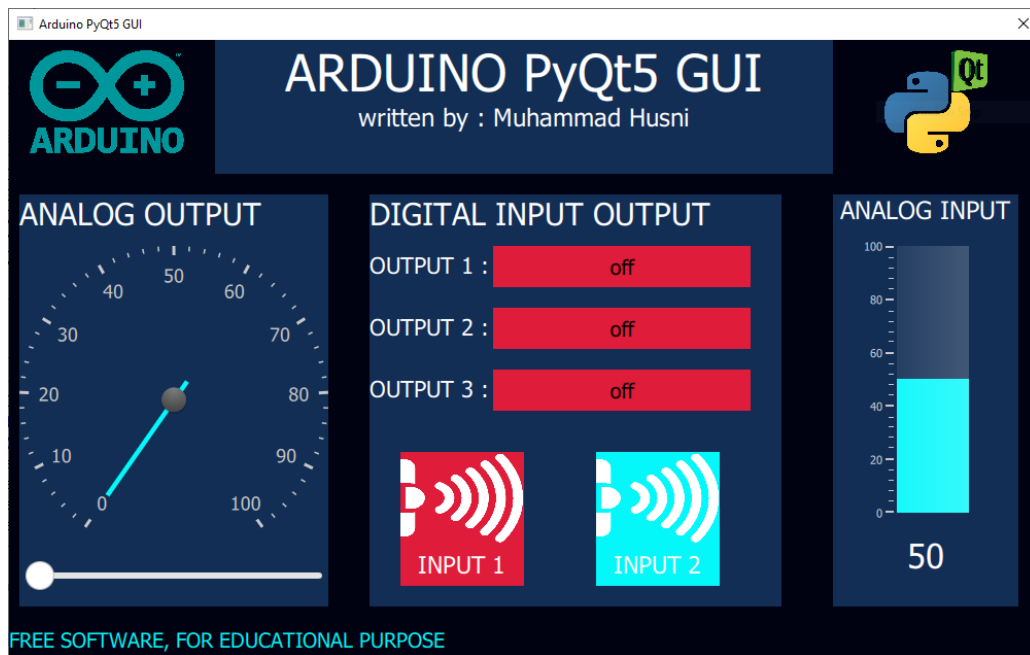 Arduino PyQt5 GUI
ARDUINO
™
ARDUINO PyQt5 GUI
written by : Muhammad Husni
Qt
ANALOG OUTPUT
0
10
20
30
40
50
60
70
80
90
100
DIGITAL INPUT OUTPUT
OUTPUT 1 : off
OUTPUT 2 : off
OUTPUT 3 : off
INPUT 1
INPUT 2
ANALOG INPUT
100
80
60
40
20
0
50
FREE SOFTWARE, FOR EDUCATIONAL PURPOSE